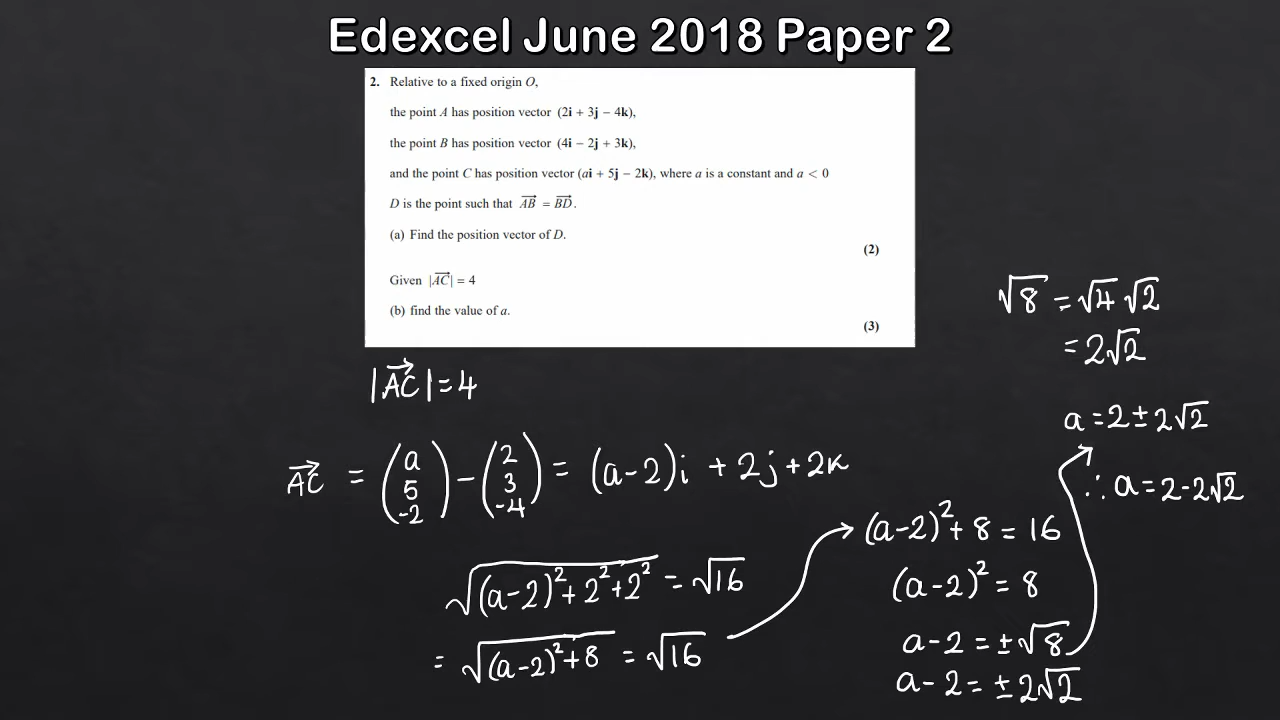 Edexcel June 2018 Paper 2
2. Relative to a fixed origin O,
the point A has position vector (2i + 3j − 4k),
the point B has position vector (4i − 2j + 3k),
and the point C has position vector (ai + 5j − 2k), where a is a constant and a < 0
D is the point such that \overrightarrow{AB} = \overrightarrow{BD}.
(a) Find the position vector of D.
(2)
Given |\overrightarrow{AC}| = 4
(b) find the value of a.
(3)
|\overrightarrow{AC}| = 4
\overrightarrow{AC} = (a 5 -2) − (2 3 -4) = (a-2)i + 2j + 2k
√((a-2)² + 2² + 2²) = √16
= √((a-2)² + 8) = √16
(a-2)² + 8 = 16
(a-2)² = 8
a - 2 = ±√8
a - 2 = ± 2√2
√8 = √4 √2
= 2√2
a = 2 ± 2√2
∴ a = 2 - 2√2